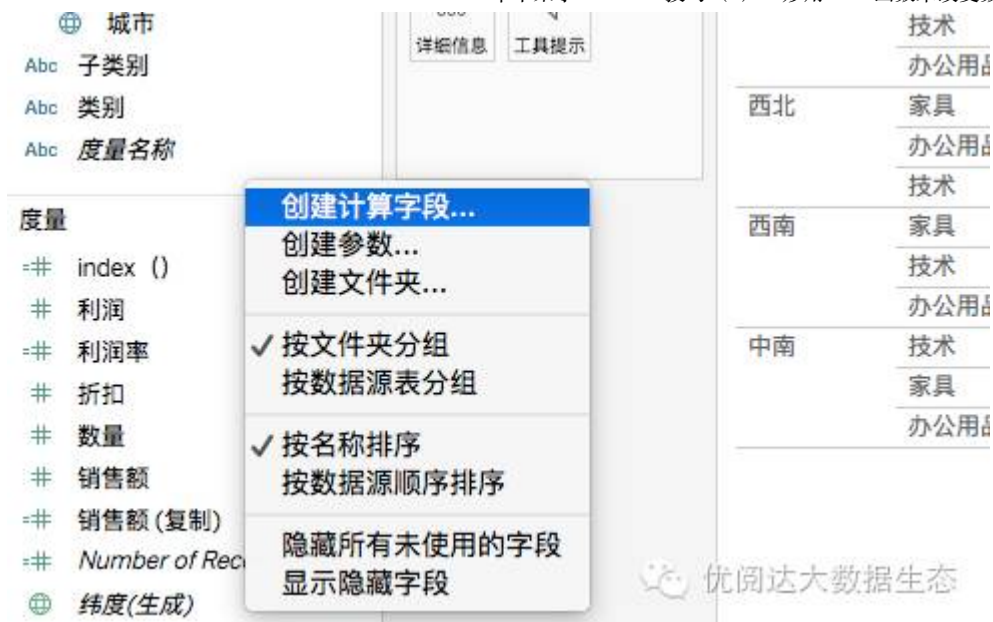 城市
Abc 子类别
Abc 类别
Abc 度量名称
度量
=# index ()
# 利润
=# 利润率
# 折扣
# 数量
# 销售额
=# 销售额 (复制)
=# Number of Reco
纬度(生成)
详细信息 工具提示
创建计算字段...
创建参数...
创建文件夹...
✓ 按文件夹分组
按数据源表分组
✓ 按名称排序
按数据源顺序排序
隐藏所有未使用的字段
显示隐藏字段
技术
办公用品
西北 家具
办公用品
技术
西南 家具
技术
办公用品
中南 技术
家具
办公用品
优阅达大数据生态